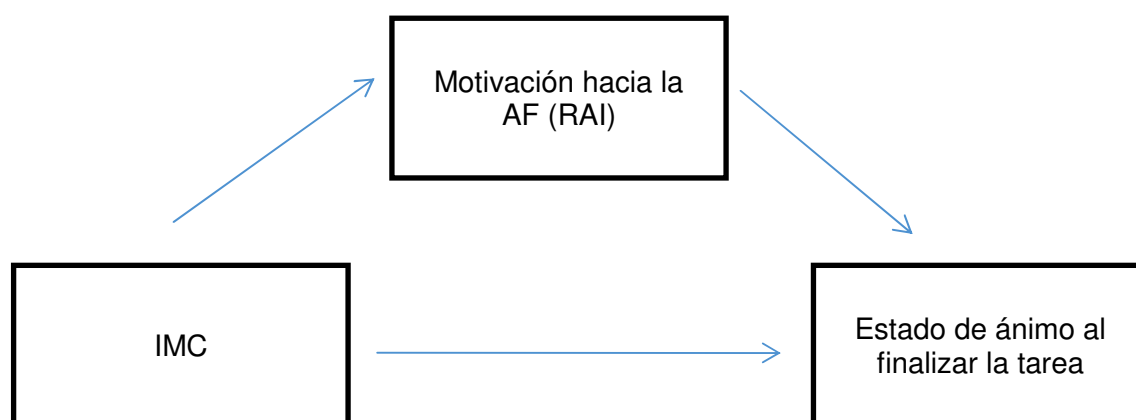 Motivación hacia la
AF (RAI)
IMC
Estado de ánimo al
finalizar la tarea